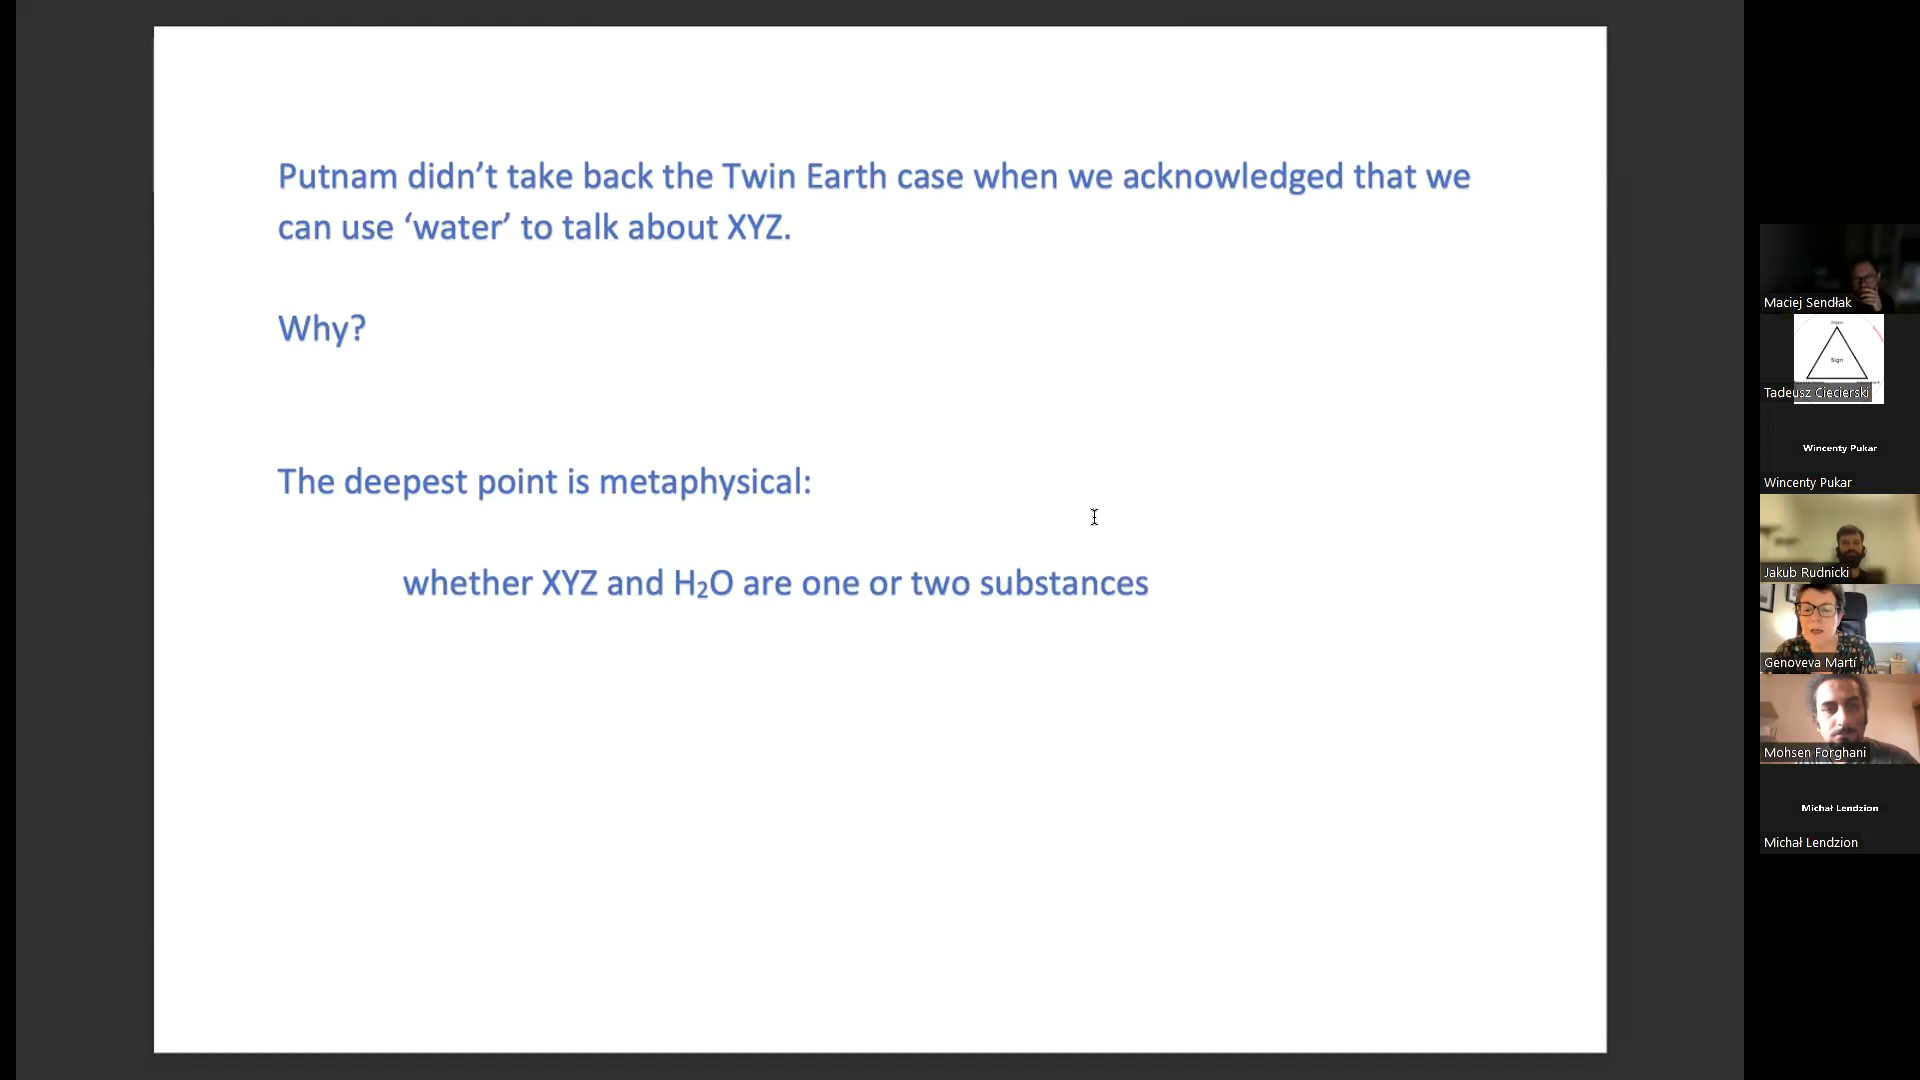 Putnam didn’t take back the Twin Earth case when we acknowledged that we
can use ‘water’ to talk about XYZ.
Why?
The deepest point is metaphysical:
whether XYZ and H₂O are one or two substances
Maciej Sendłak
Object
Sign
Tadeusz Ciecierski
Wincenty Pukar
Wincenty Pukar
Jakub Rudnicki
Genoveva Martí
Mohsen Forghani
Michał Lendzion
Michał Lendzion